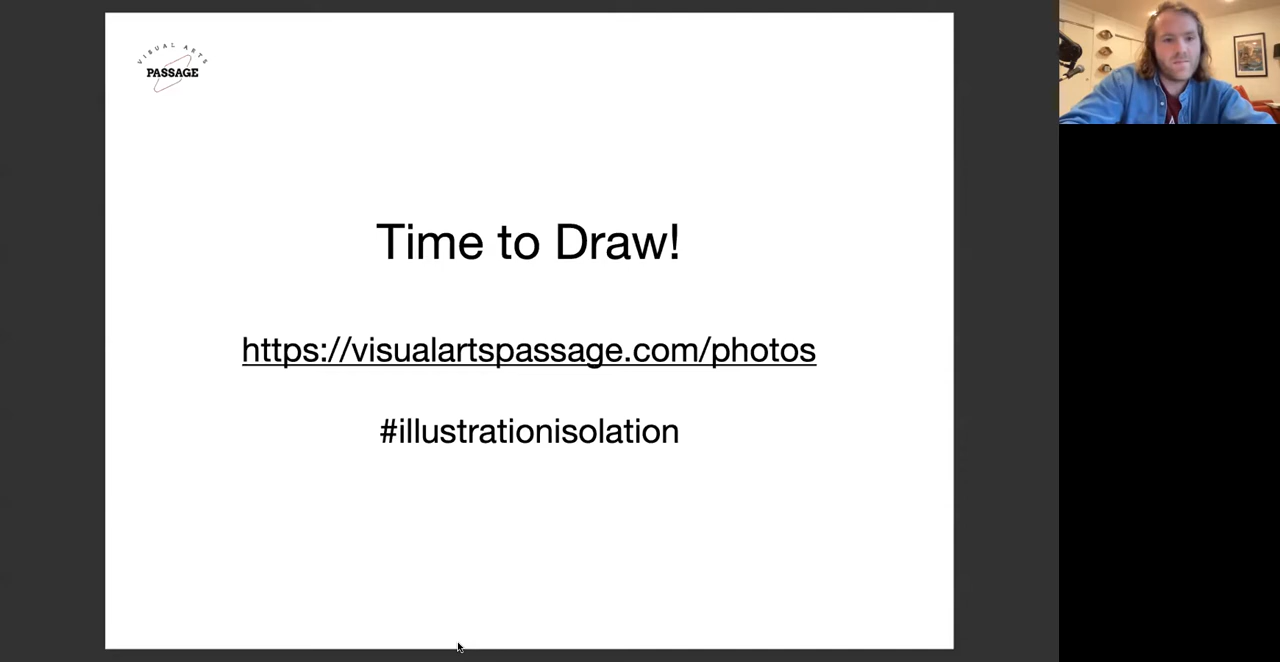 VISUAL ARTS
PASSAGE
Time to Draw!
https://visualartspassage.com/photos
#illustrationisolation